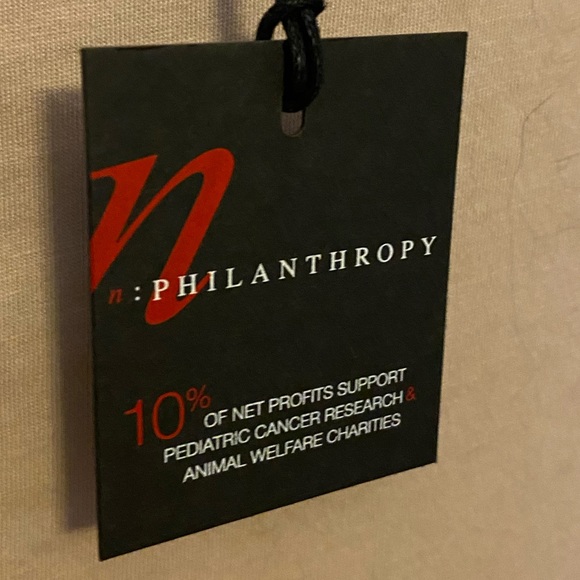 n
n:PHILANTHROPY
10% OF NET PROFITS SUPPORT
PEDIATRIC CANCER RESEARCH &
ANIMAL WELFARE CHARITIES